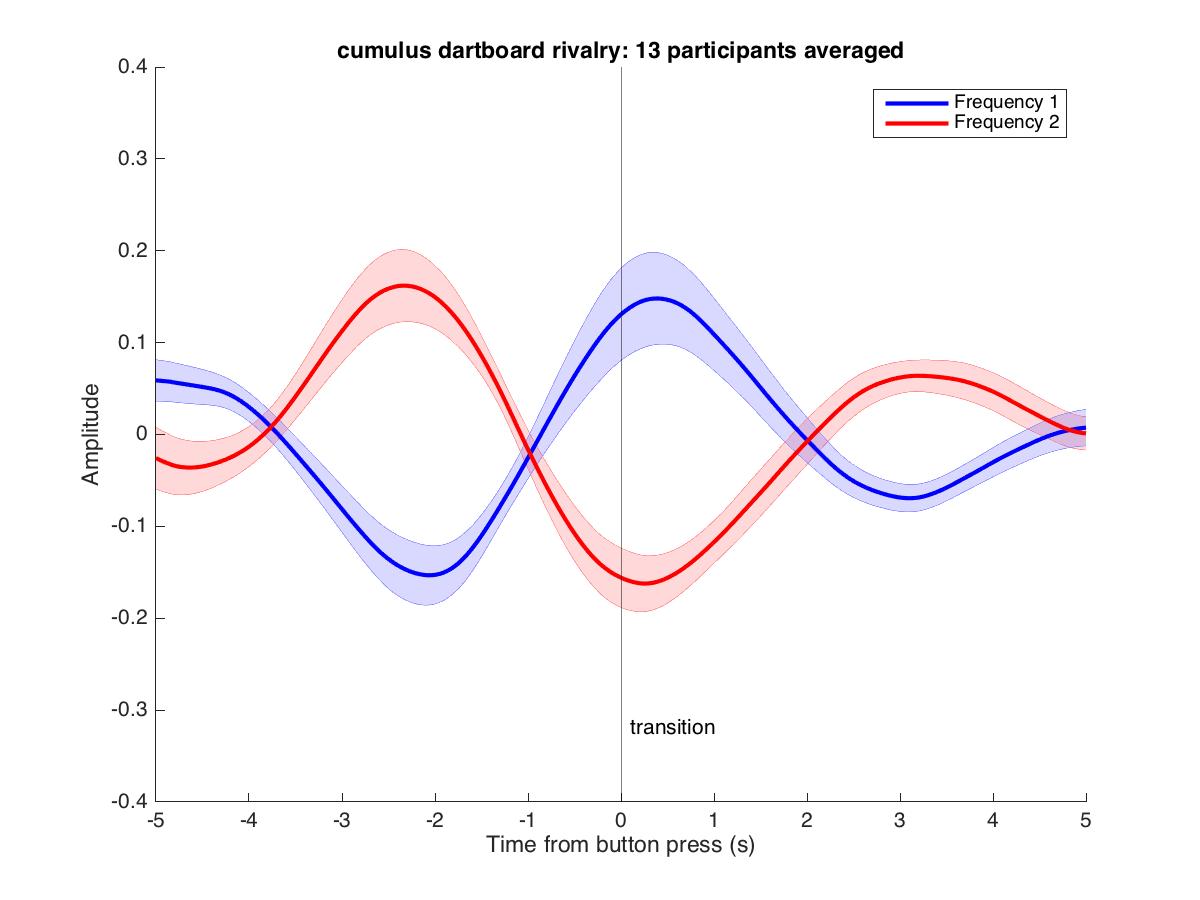 cumulus dartboard rivalry: 13 participants averaged
0.4
0.3
0.2
0.1
0
-0.1
-0.2
-0.3
-0.4
Amplitude
Frequency 1
Frequency 2
transition
-5 -4 -3 -2 -1 0 1 2 3 4 5
Time from button press (s)